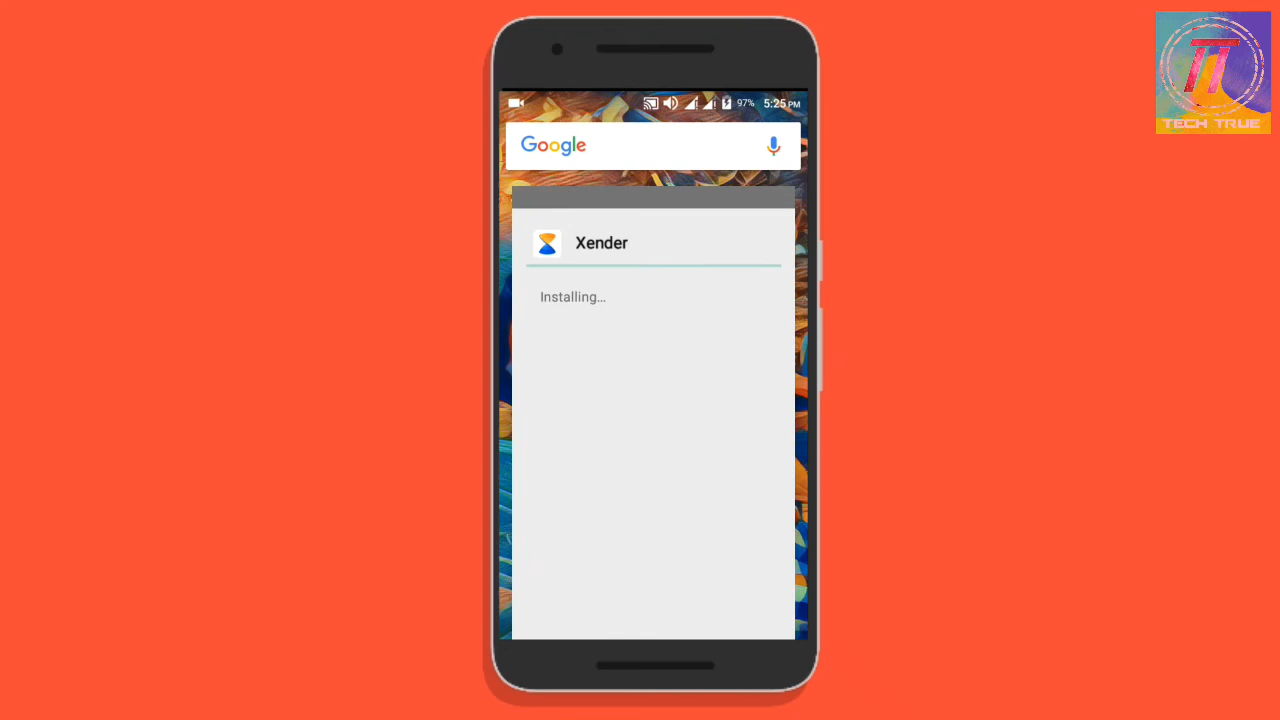 97% 5:25 PM
TECH TRUE
Google
Xender
Installing...